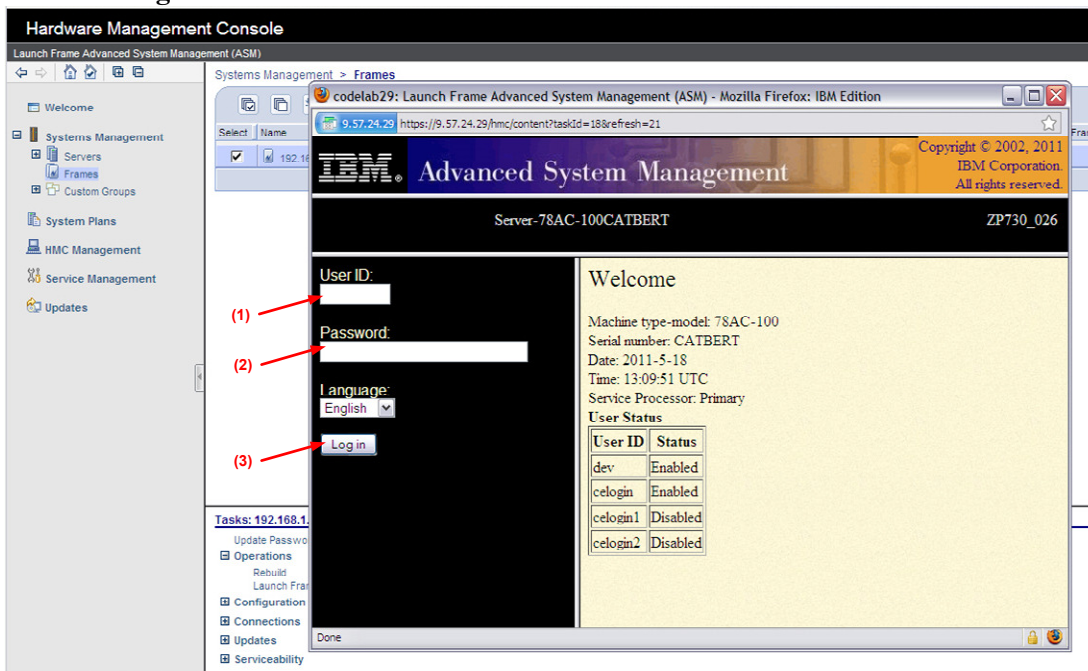 Hardware Management Console
Launch Frame Advanced System Management (ASM)
Systems Management > Frames
Welcome
Systems Management
Servers
Frames
Custom Groups
System Plans
HMC Management
Service Management
Updates
Select Name
192.16
codelab29: Launch Frame Advanced System Management (ASM) - Mozilla Firefox: IBM Edition
9.57.24.29 https://9.57.24.29/hmc/content?taskId=18&refresh=21
IBM. Advanced System Management
Copyright © 2002, 2011
IBM Corporation.
All rights reserved.
Server-78AC-100CATBERT ZP730_026
User ID:
(1)
Password:
(2)
Language:
English
Log in
(3)
Welcome
Machine type-model: 78AC-100
Serial number: CATBERT
Date: 2011-5-18
Time: 13:09:51 UTC
Service Processor: Primary
User Status
User ID Status
dev Enabled
celogin Enabled
celogin1 Disabled
celogin2 Disabled
Done
Tasks: 192.168.1.
Update Passwo
Operations
Rebuild
Launch Fra
Configuration
Connections
Updates
Serviceability